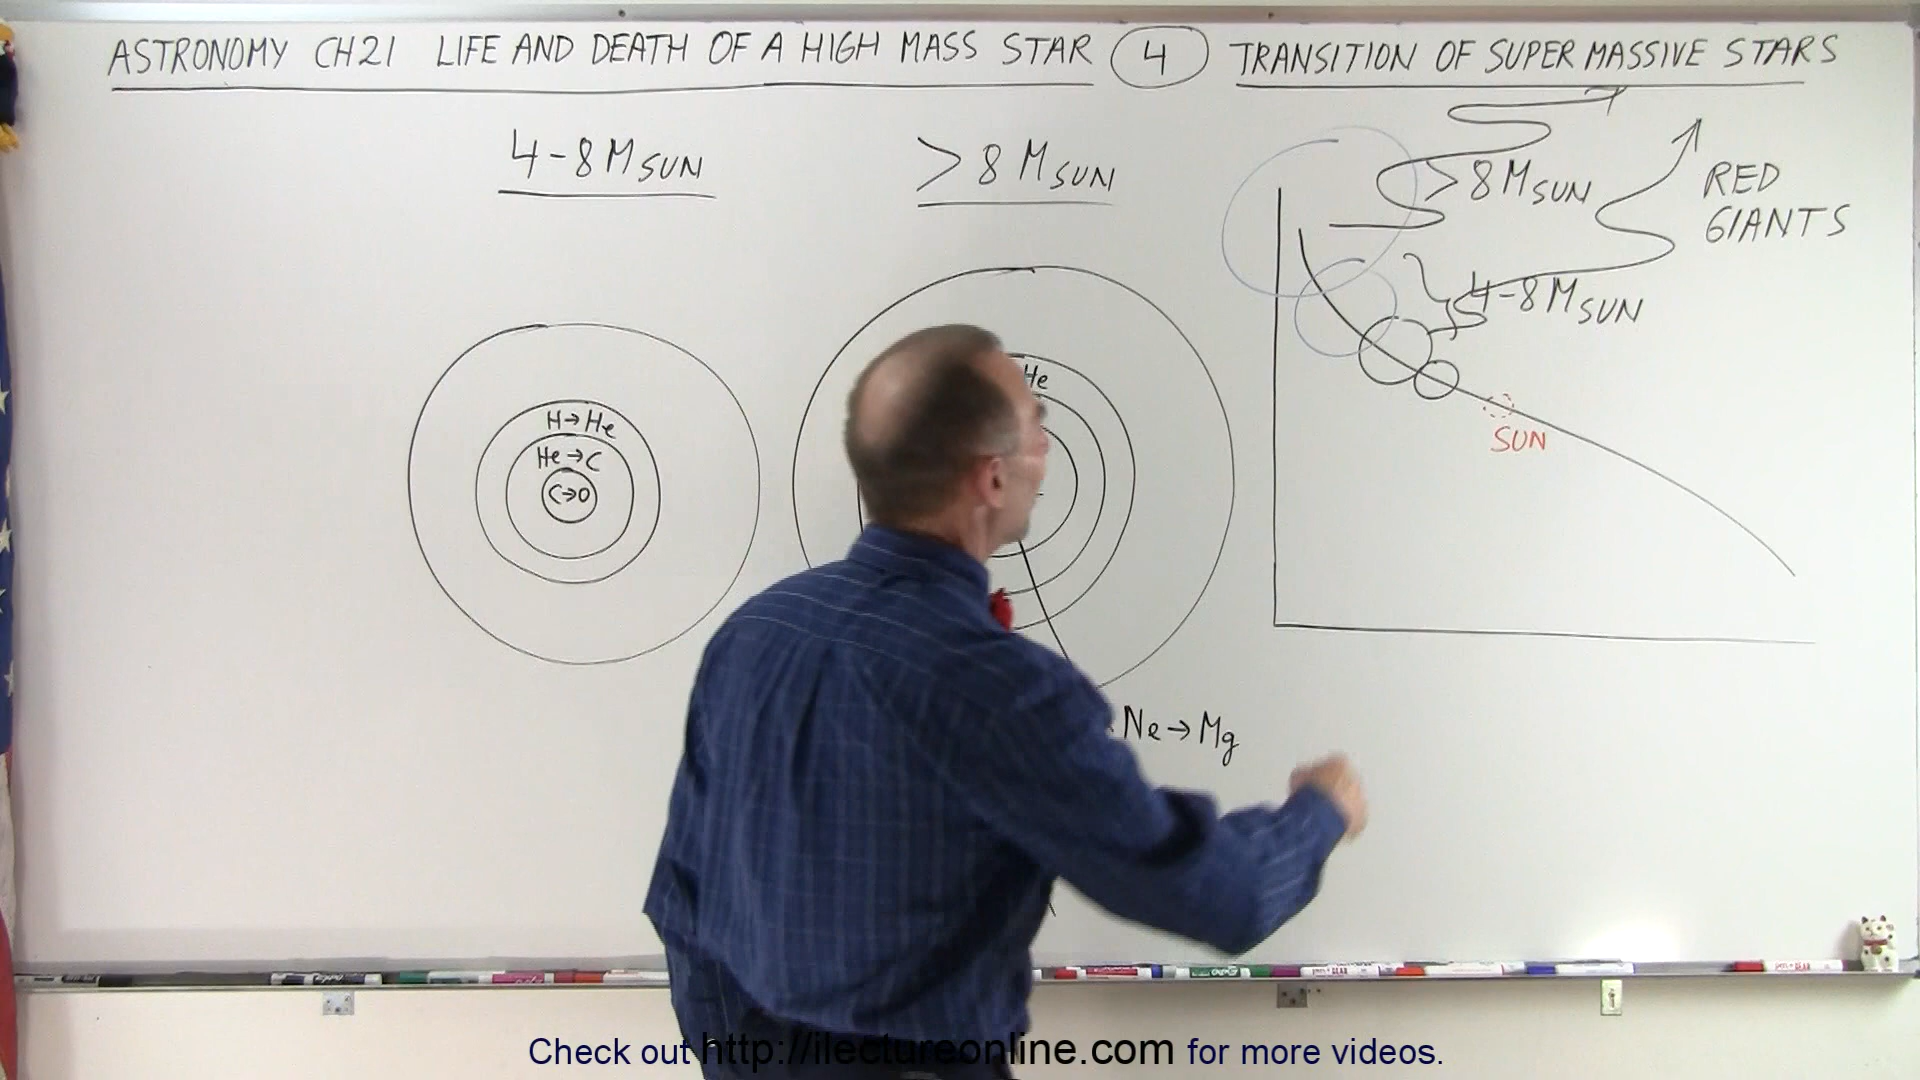 ASTRONOMY CH21 LIFE AND DEATH OF A HIGH MASS STAR 4 TRANSITION OF SUPER MASSIVE STARS
4-8 MSUN
>8 MSUN
>8 MSUN
RED
GIANTS
4-8 MSUN
SUN
H→He
He→C
C→O
He
Ne→Mg
Check out http://ilectureonline.com for more videos.